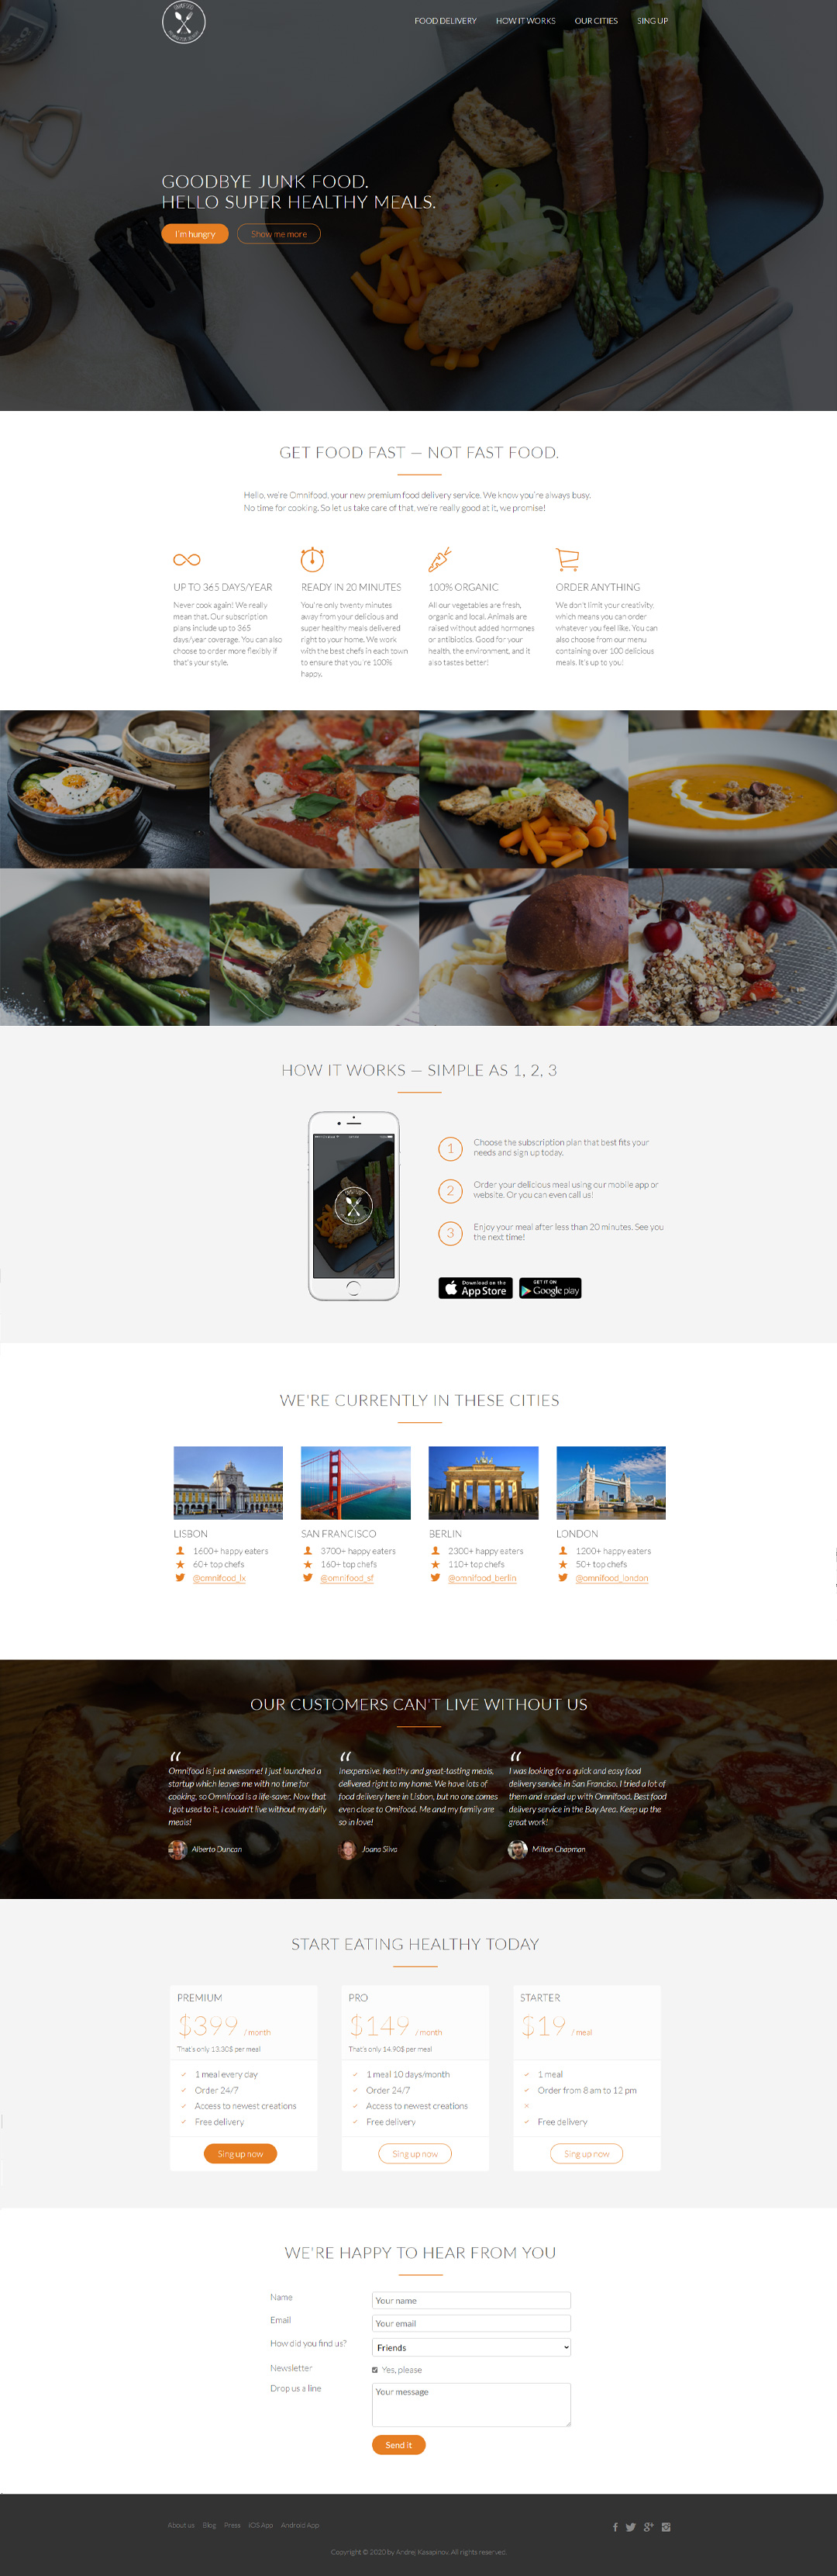 FOOD DELIVERY HOW IT WORKS OUR CITIES SING UP
GOODBYE JUNK FOOD.
HELLO SUPER HEALTHY MEALS.
I'm hungry Show me more
GET FOOD FAST — NOT FAST FOOD.
Hello, we're Omnifood, your new premium food delivery service. We know you're always busy.
No time for cooking. So let us take care of that, we're really good at it, we promise!
UP TO 365 DAYS/YEAR
Never cook again! We really
mean that. Our subscription
plans include up to 365
days/year coverage. You can also
choose to order more flexibly if
that's your style.
READY IN 20 MINUTES
You're only twenty minutes
away from your delicious and
super healthy meals delivered
right to your home. We work
with the best chefs in each town
to ensure that you're 100%
happy.
100% ORGANIC
All our vegetables are fresh,
organic and local. Animals are
raised without added hormones
or antibiotics. Good for your
health, the environment, and it
also tastes better!
ORDER ANYTHING
We don't limit your creativity,
which means you can order
whatever you feel like. You can
also choose from our menu
containing over 100 delicious
meals. It's up to you!
HOW IT WORKS — SIMPLE AS 1, 2, 3
1
Choose the subscription plan that best fits your
needs and sign up today.
2
Order your delicious meal using our mobile app or
website. Or you can even call us!
3
Enjoy your meal after less than 20 minutes. See you
the next time!
Download on the
App Store
GET IT ON
Google play
WE'RE CURRENTLY IN THESE CITIES
LISBON
1600+ happy eaters
60+ top chefs
@omnifood_lx
SAN FRANCISCO
3700+ happy eaters
160+ top chefs
@omnifood_sf
BERLIN
2300+ happy eaters
110+ top chefs
@omnifood_berlin
LONDON
1200+ happy eaters
50+ top chefs
@omnifood_london
OUR CUSTOMERS CAN'T LIVE WITHOUT US
“
Omnifood is just awesome! I just launched a
startup which leaves me with no time for
cooking, so Omnifood is a life-saver. Now that
I got used to it, I couldn't live without my daily
meals!
Alberto Duncan
“
Inexpensive, healthy and great-tasting meals,
delivered right to my home. We have lots of
food delivery here in Lisbon, but no one comes
even close to Omifood. Me and my family are
so in love!
Joana Silva
“
I was looking for a quick and easy food
delivery service in San Franciso. I tried a lot of
them and ended up with Omnifood. Best food
delivery service in the Bay Area. Keep up the
great work!
Milton Chapman
START EATING HEALTHY TODAY
PREMIUM
$399 / month
That's only 13.30$ per meal
1 meal every day
Order 24/7
Access to newest creations
Free delivery
Sing up now
PRO
$149 / month
That's only 14.90$ per meal
1 meal 10 days/month
Order 24/7
Access to newest creations
Free delivery
Sing up now
STARTER
$19 / meal
1 meal
Order from 8 am to 12 pm
Free delivery
Sing up now
WE'RE HAPPY TO HEAR FROM YOU
Name Your name
Email Your email
How did you find us? Friends
Newsletter Yes, please
Drop us a line Your message
Send it
About us Blog Press iOS App Android App
Copyright © 2020 by Andrej Kasapinov. All rights reserved.